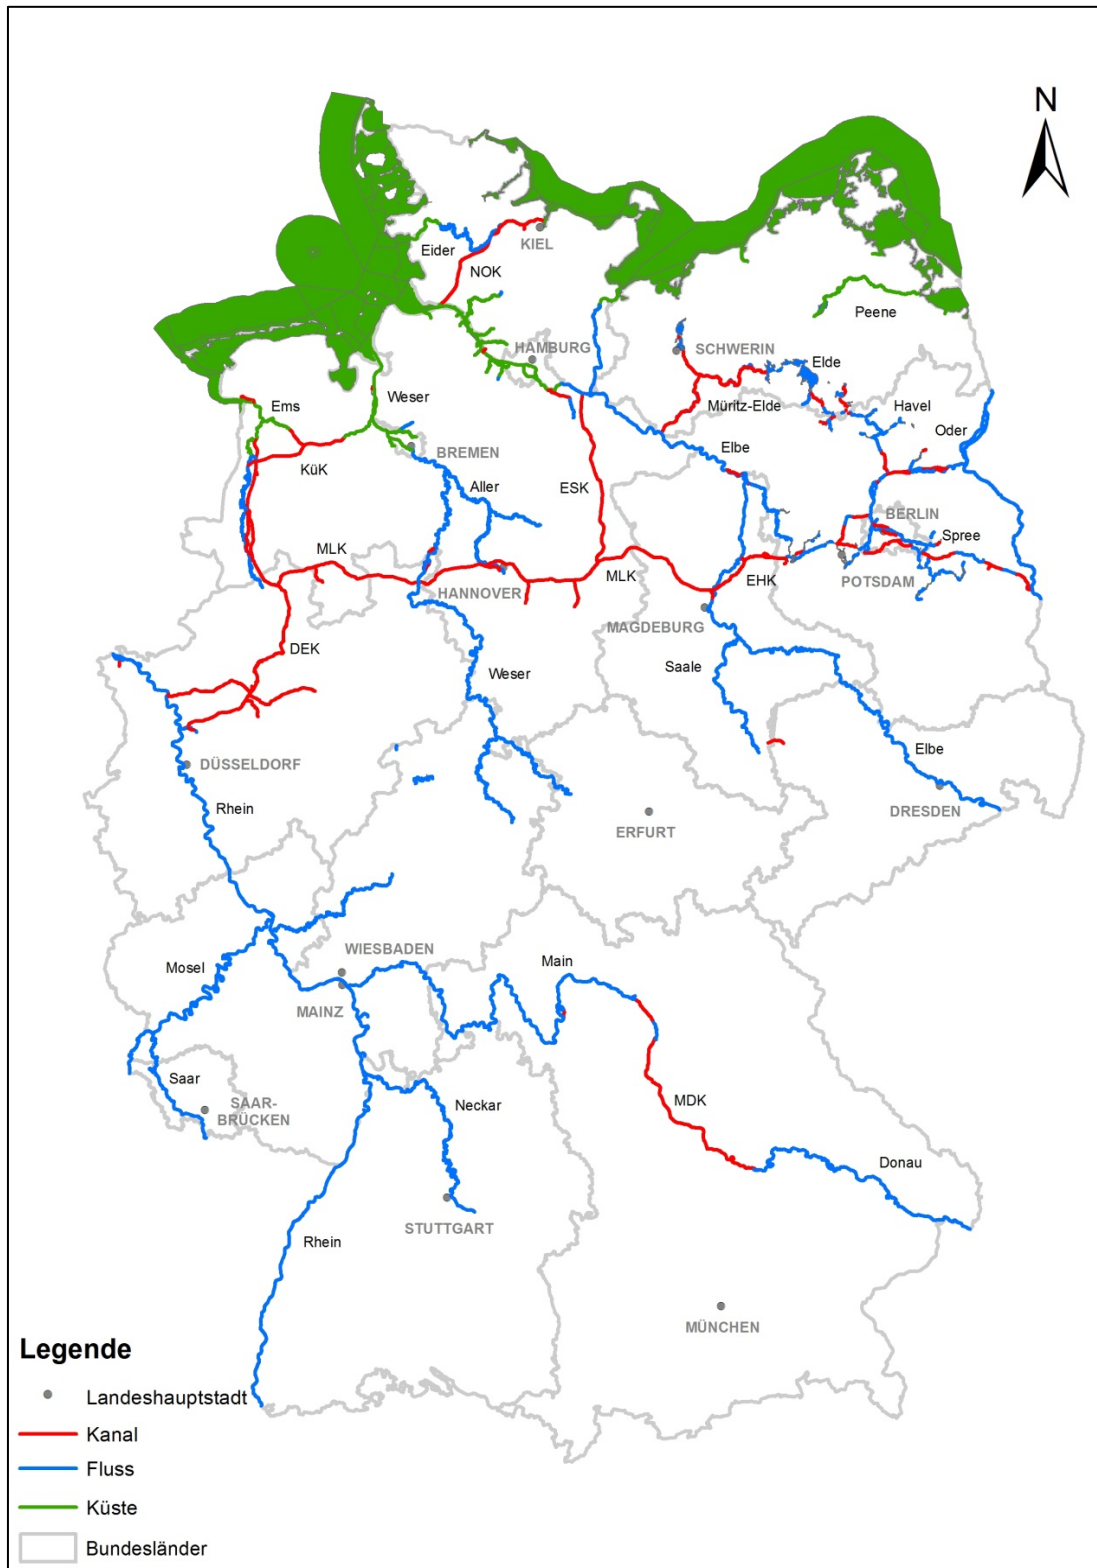 N
Eider
KIEL
NOK
Peene
HAMBURG
SCHWERIN
Elde
Ems
Weser
Müritz-Elde
Havel
Oder
BREMEN
Elbe
KüK
Aller
ESK
BERLIN
Spree
MLK
HANNOVER
MLK
EHK
POTSDAM
MAGDEBURG
DEK
Weser
Saale
DÜSSELDORF
Elbe
Rhein
DRESDEN
ERFURT
WIESBADEN
Main
Mosel
MAINZ
Saar
SAAR-
BRÜCKEN
Neckar
MDK
Donau
STUTTGART
Rhein
MÜNCHEN
Legende
Landeshauptstadt
Kanal
Fluss
Küste
Bundesländer